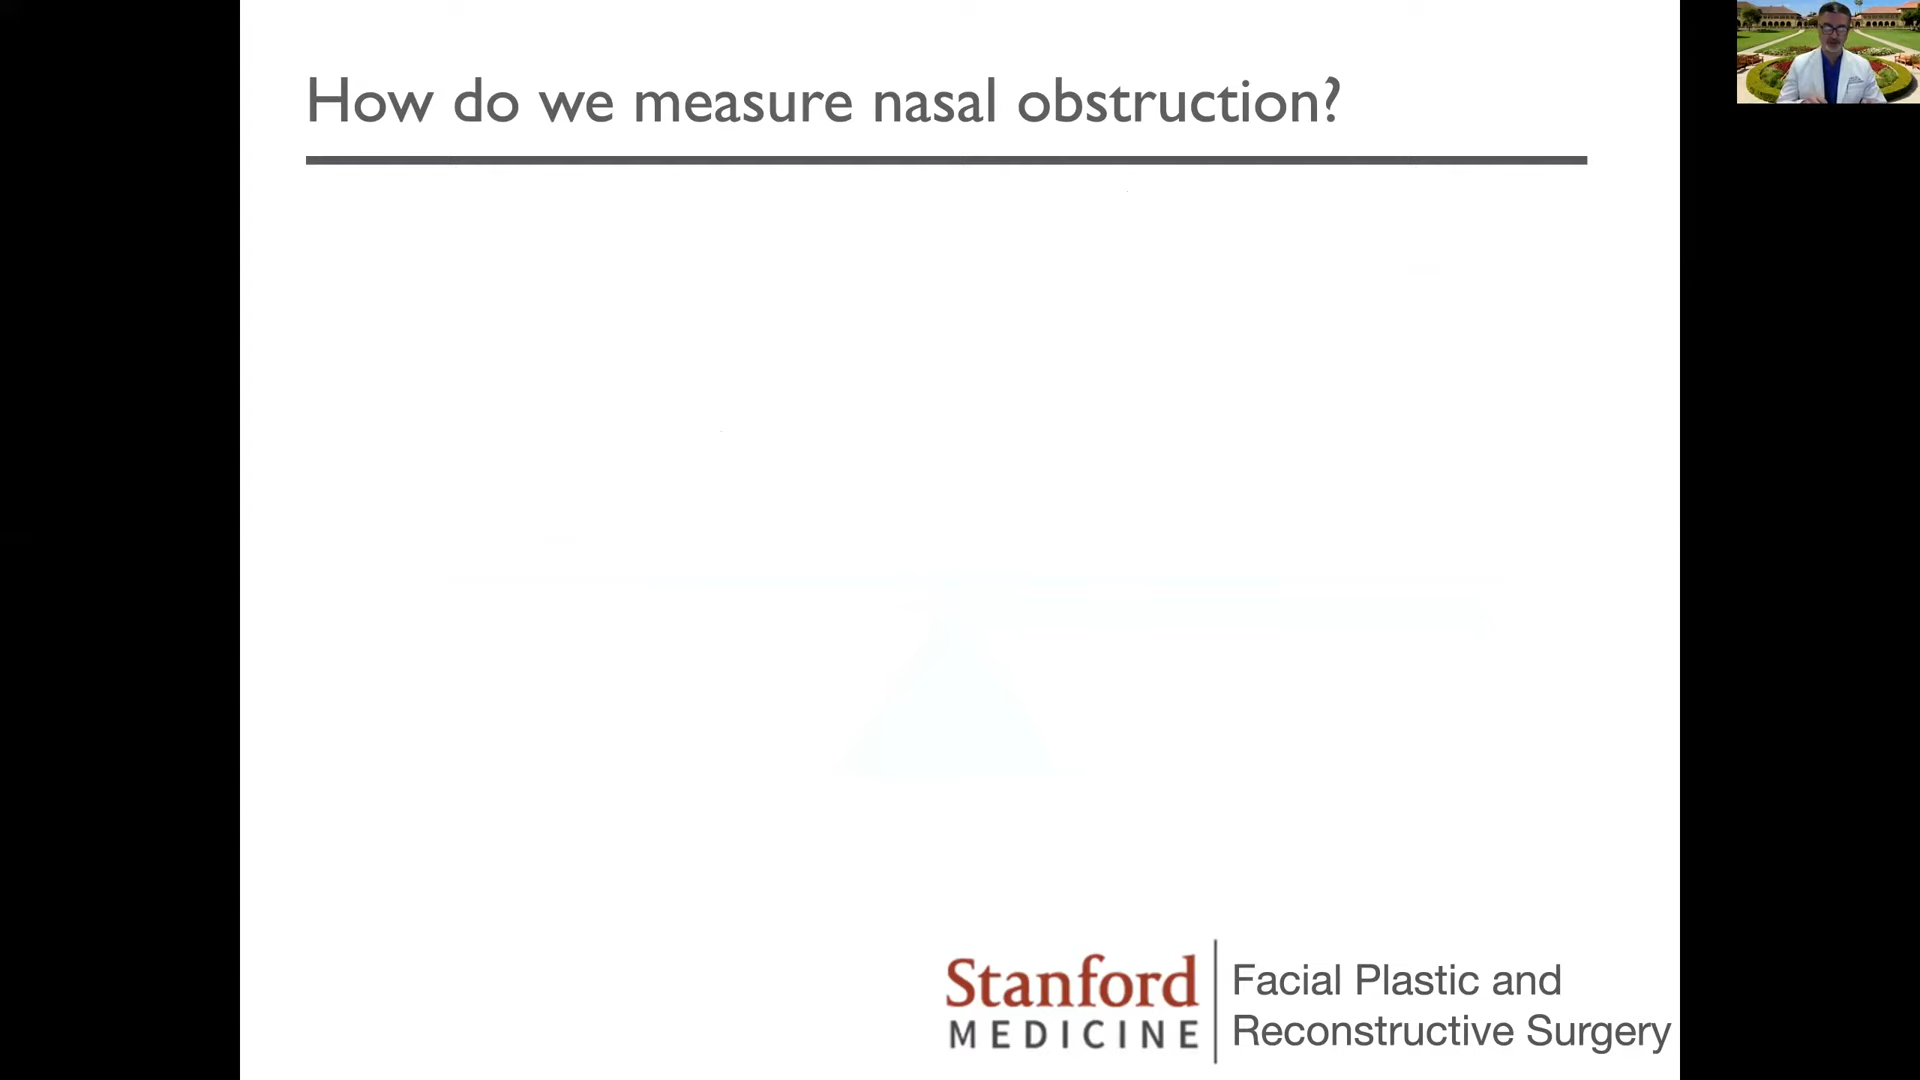 How do we measure nasal obstruction?
Stanford
MEDICINE
Facial Plastic and
Reconstructive Surgery